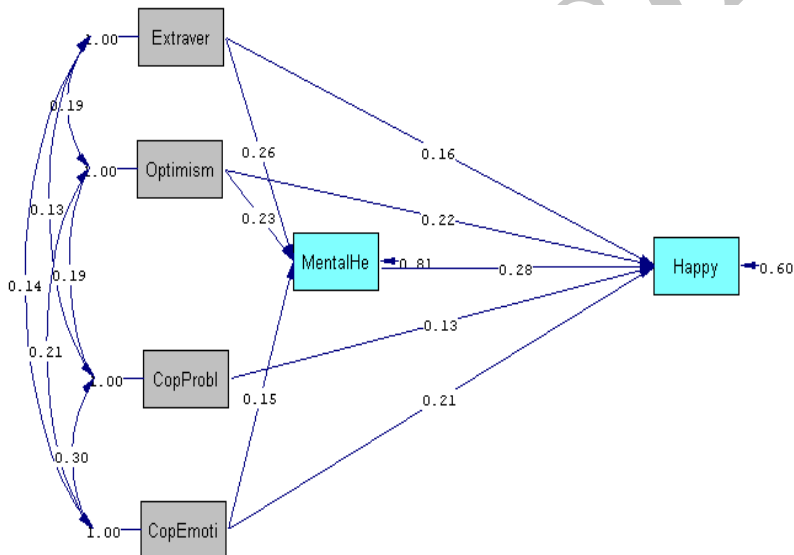 1.00 Extraver
0.19
0.26
0.16
1.00 Optimism
0.13
0.23
0.22
0.19
MentalHe
0.81
0.28
Happy
0.60
0.14
0.21
0.13
1.00 CopProbl
0.15
0.21
0.30
1.00 CopEmoti